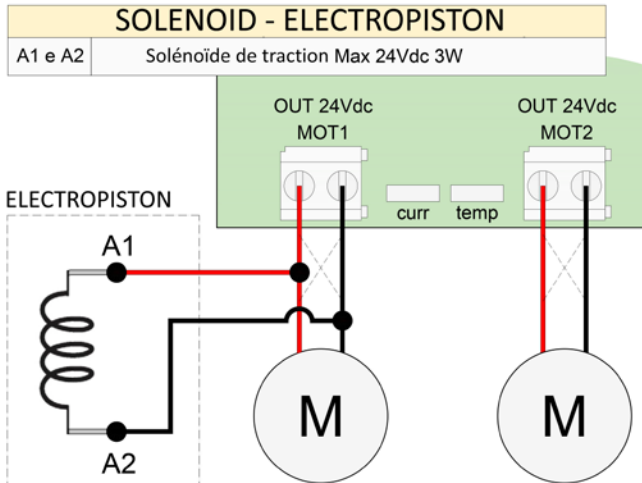 SOLENOID - ELECTROPISTON
A1 e A2 Solénoïde de traction Max 24Vdc 3W
OUT 24Vdc OUT 24Vdc
MOT1 MOT2
curr temp
ELECTROPISTON
A1
A2
M M